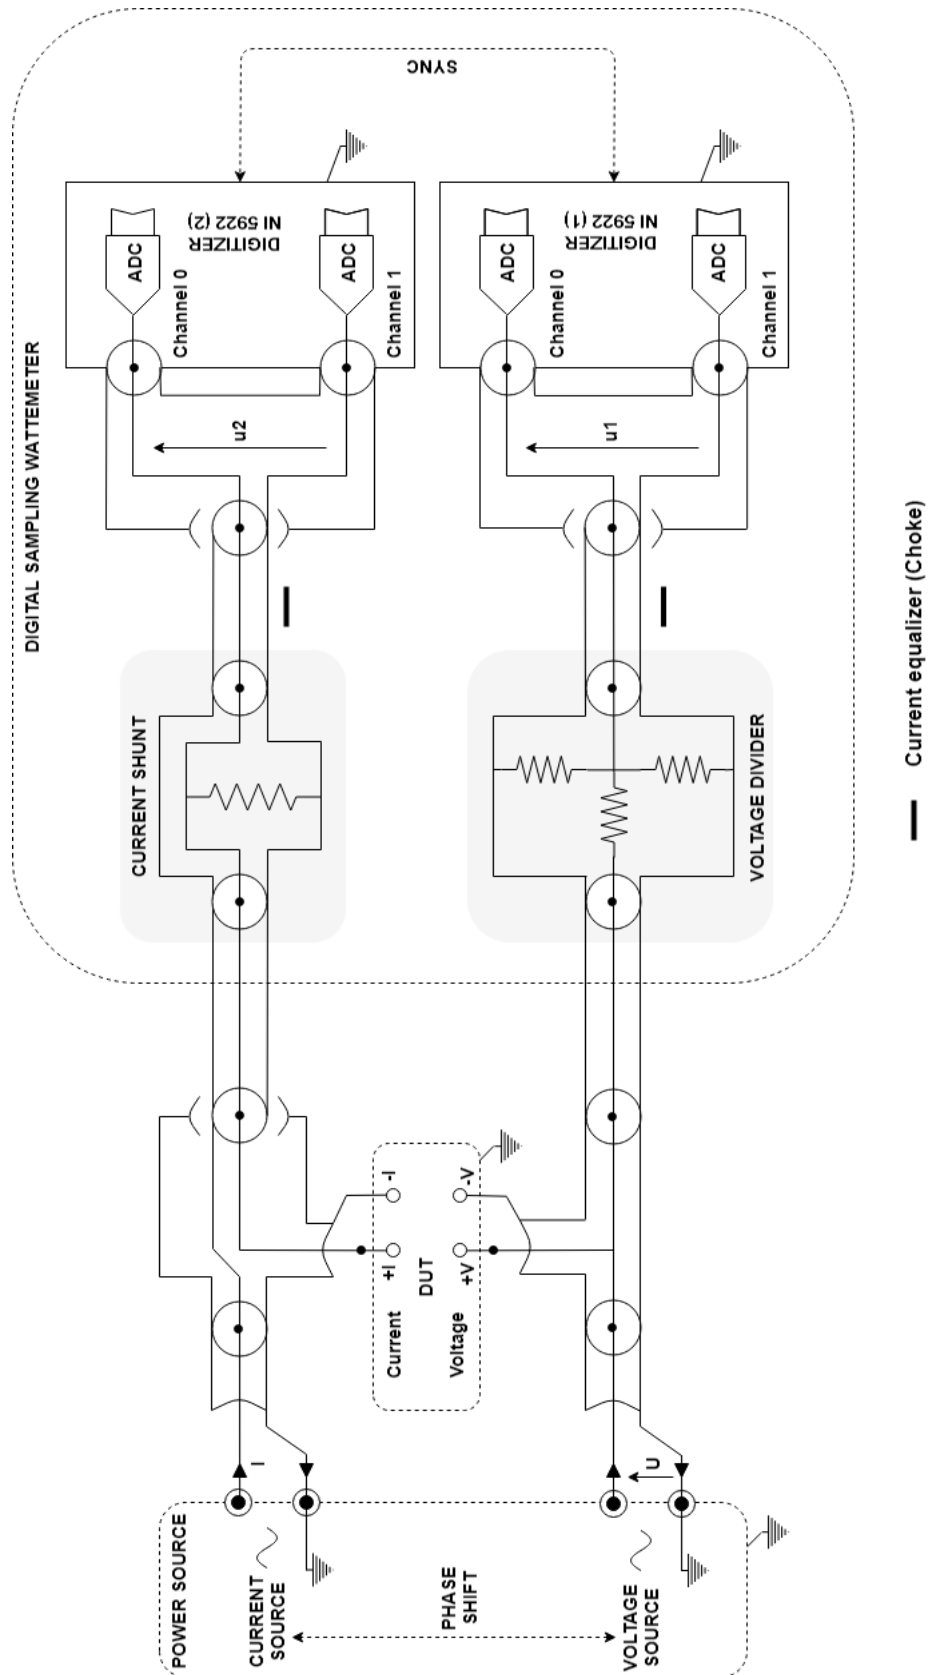 DIGITAL SAMPLING WATTEMETER
SYNC
DIGITIZER
NI 5922 (2)
ADC
Channel 0
ADC
Channel 1
u2
DIGITIZER
NI 5922 (1)
ADC
Channel 0
ADC
Channel 1
u1
CURRENT SHUNT
VOLTAGE DIVIDER
Current equalizer (Choke)
+I
-I
Current
DUT
Voltage
+V
-V
POWER SOURCE
CURRENT
SOURCE
I
PHASE
SHIFT
VOLTAGE
SOURCE
U